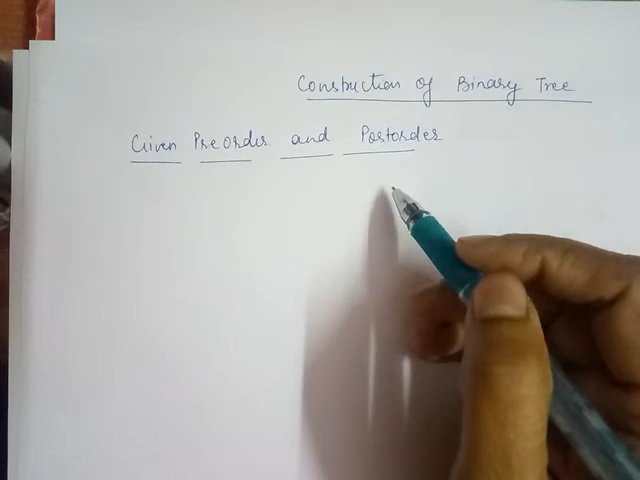 Construction of Binary Tree
Given PreOrder and Postorder